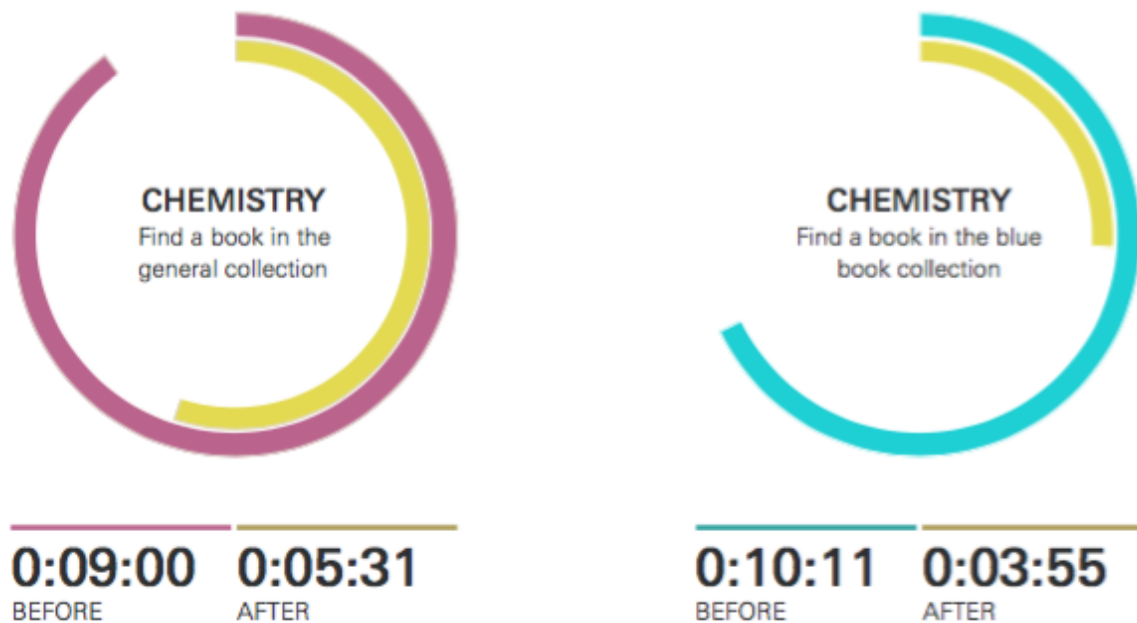 CHEMISTRY
Find a book in the
general collection
0:09:00 0:05:31
BEFORE AFTER
CHEMISTRY
Find a book in the blue
book collection
0:10:11 0:03:55
BEFORE AFTER